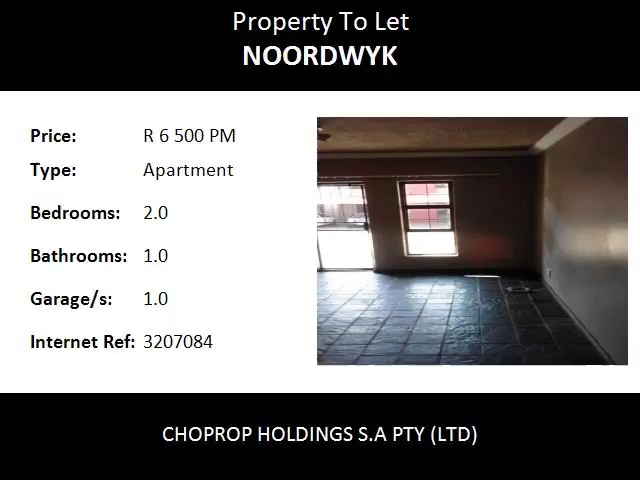 Property To Let
NOORDWYK
Price: R 6 500 PM
Type: Apartment
Bedrooms: 2.0
Bathrooms: 1.0
Garage/s: 1.0
Internet Ref: 3207084
CHOPROP HOLDINGS S.A PTY (LTD)